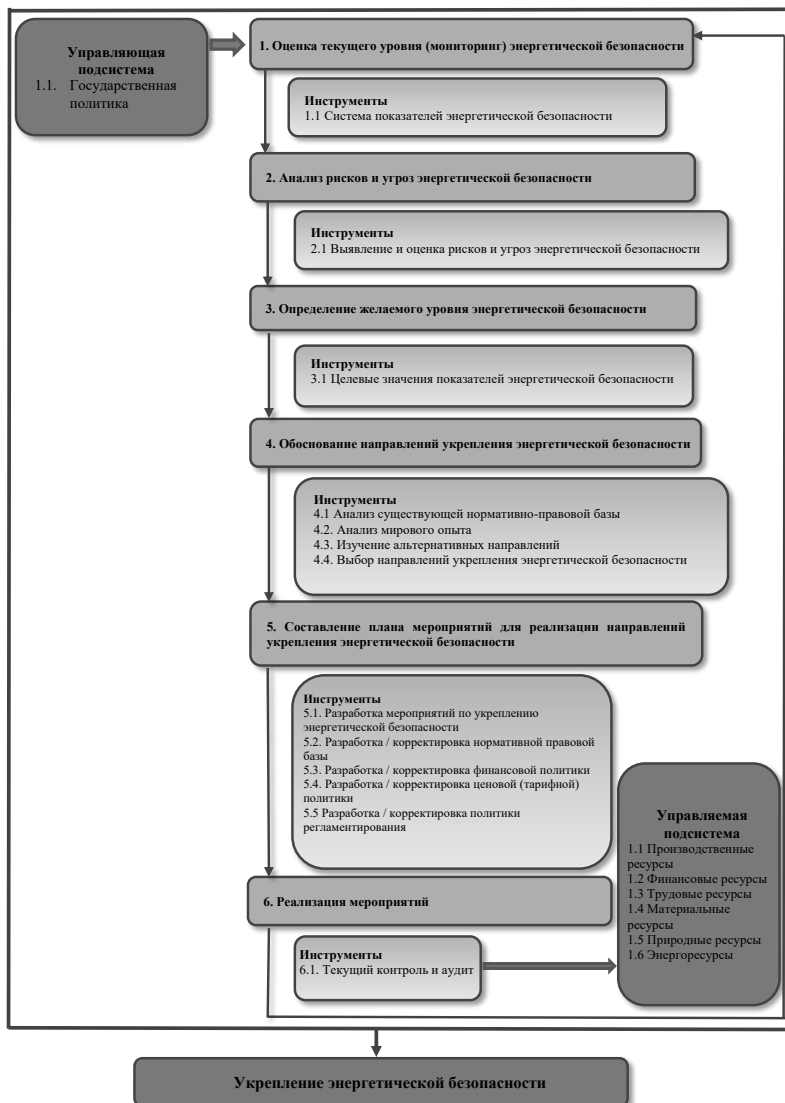 Управляющая
подсистема
1.1. Государственная
политика
1. Оценка текущего уровня (мониторинг) энергетической безопасности
Инструменты
1.1 Система показателей энергетической безопасности
2. Анализ рисков и угроз энергетической безопасности
Инструменты
2.1 Выявление и оценка рисков и угроз энергетической безопасности
3. Определение желаемого уровня энергетической безопасности
Инструменты
3.1 Целевые значения показателей энергетической безопасности
4. Обоснование направлений укрепления энергетической безопасности
Инструменты
4.1 Анализ существующей нормативно-правовой базы
4.2. Анализ мирового опыта
4.3. Изучение альтернативных направлений
4.4. Выбор направлений укрепления энергетической безопасности
5. Составление плана мероприятий для реализации направлений
укрепления энергетической безопасности
Инструменты
5.1. Разработка мероприятий по укреплению
энергетической безопасности
5.2. Разработка / корректировка нормативной правовой
базы
5.3. Разработка / корректировка финансовой политики
5.4. Разработка / корректировка ценовой (тарифной)
политики
5.5 Разработка / корректировка политики
регламентирования
Управляемая
подсистема
1.1 Производственные
ресурсы
1.2 Финансовые ресурсы
1.3 Трудовые ресурсы
1.4 Материальные
ресурсы
1.5 Природные ресурсы
1.6 Энергоресурсы
6. Реализация мероприятий
Инструменты
6.1. Текущий контроль и аудит
Укрепление энергетической безопасности